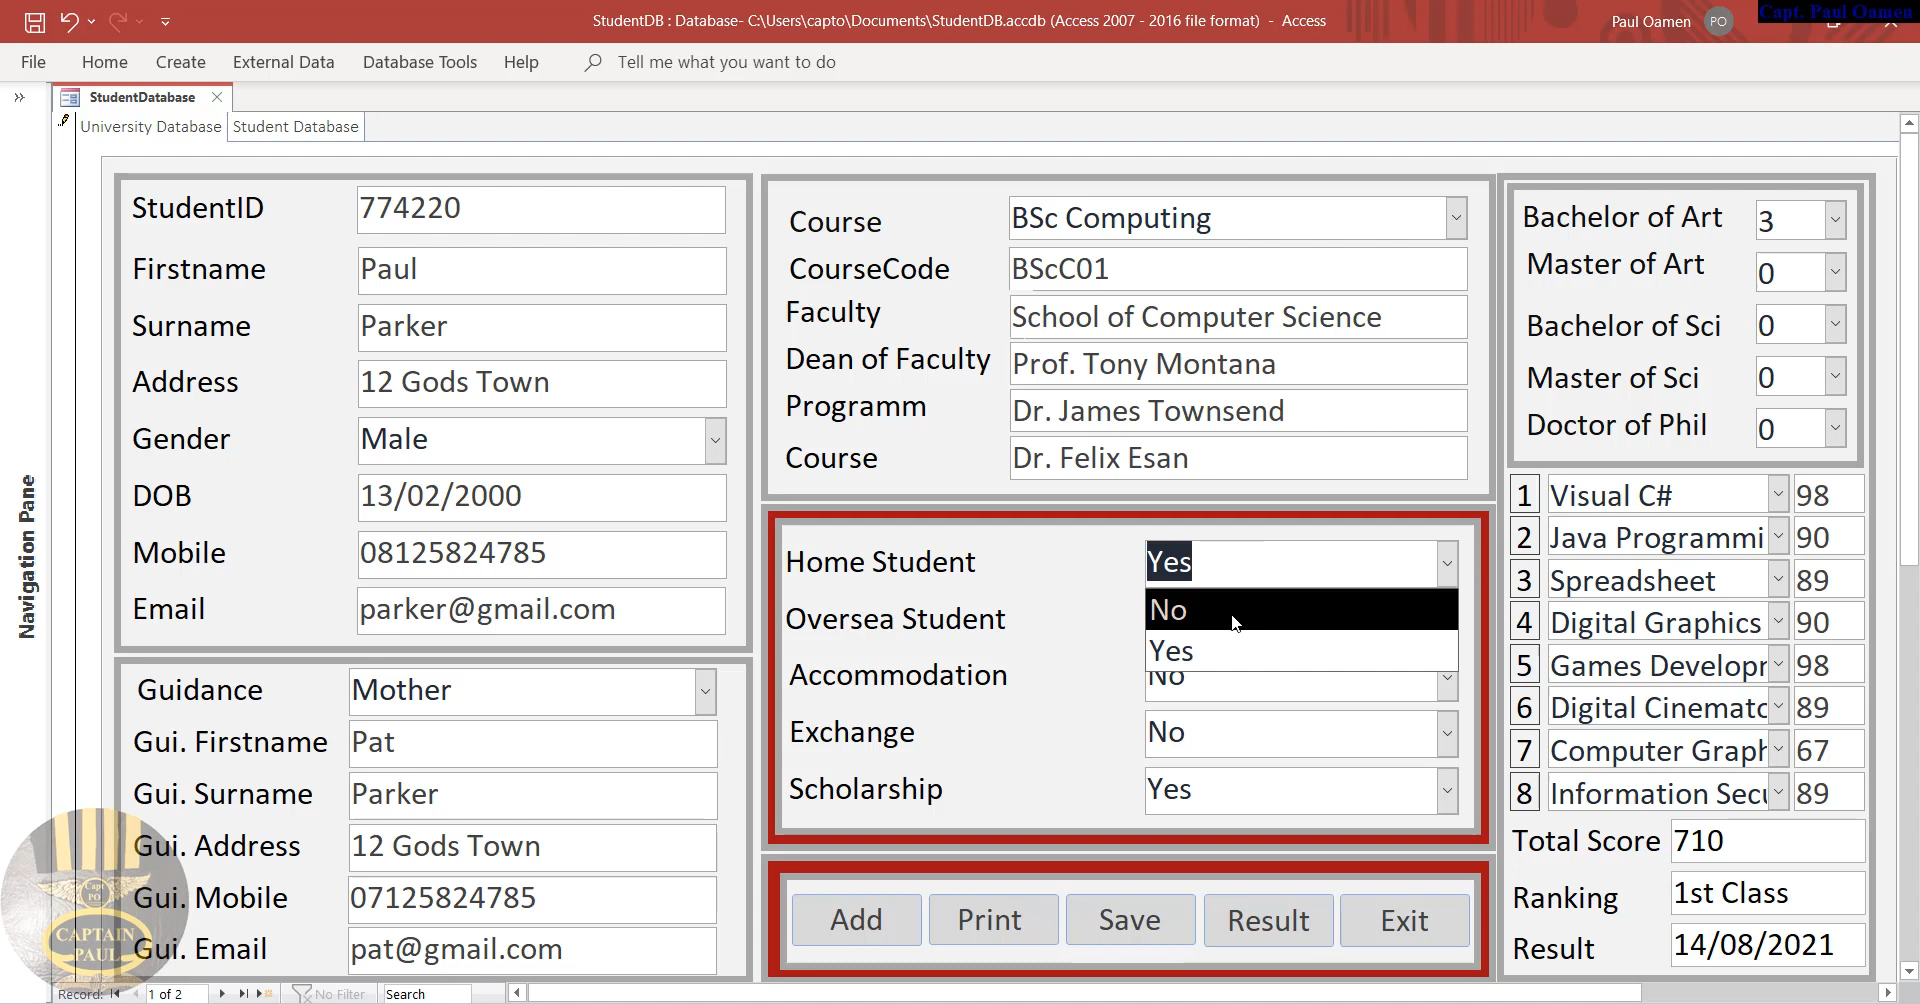 StudentDB : Database- C:\Users\capto\Documents\StudentDB.accdb (Access 2007 - 2016 file format) - Access
Paul Oamen
PO
Capt. Paul Oamen
File Home Create External Data Database Tools Help Tell me what you want to do
StudentDatabase
University Database Student Database
Navigation Pane
StudentID 774220
Firstname Paul
Surname Parker
Address 12 Gods Town
Gender Male
DOB 13/02/2000
Mobile 08125824785
Email parker@gmail.com
Guidance Mother
Gui. Firstname Pat
Gui. Surname Parker
Gui. Address 12 Gods Town
Gui. Mobile 07125824785
Gui. Email pat@gmail.com
Course BSc Computing
CourseCode BScC01
Faculty School of Computer Science
Dean of Faculty Prof. Tony Montana
Programm Dr. James Townsend
Course Dr. Felix Esan
Home Student Yes
No
Oversea Student
Yes
Accommodation No
Exchange No
Scholarship Yes
Add Print Save Result Exit
Bachelor of Art 3
Master of Art 0
Bachelor of Sci 0
Master of Sci 0
Doctor of Phil 0
1 Visual C# 98
2 Java Programmi 90
3 Spreadsheet 89
4 Digital Graphics 90
5 Games Developr 98
6 Digital Cinematc 89
7 Computer Graph 67
8 Information Secu 89
Total Score 710
Ranking 1st Class
Result 14/08/2021
Capt
PO
CAPTAIN
PAUL
Record: 1 of 2 No Filter Search